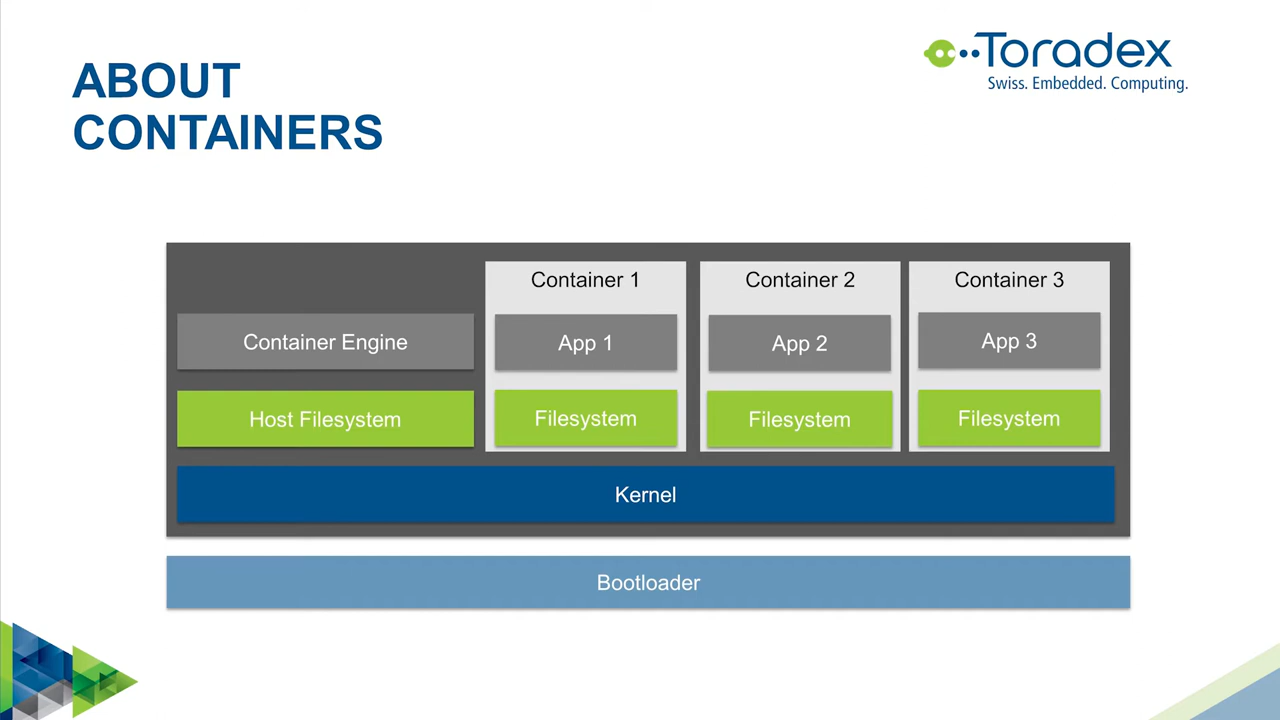 ABOUT
CONTAINERS
Toradex
Swiss. Embedded. Computing.
Container 1
Container 2
Container 3
Container Engine
App 1
App 2
App 3
Host Filesystem
Filesystem
Filesystem
Filesystem
Kernel
Bootloader